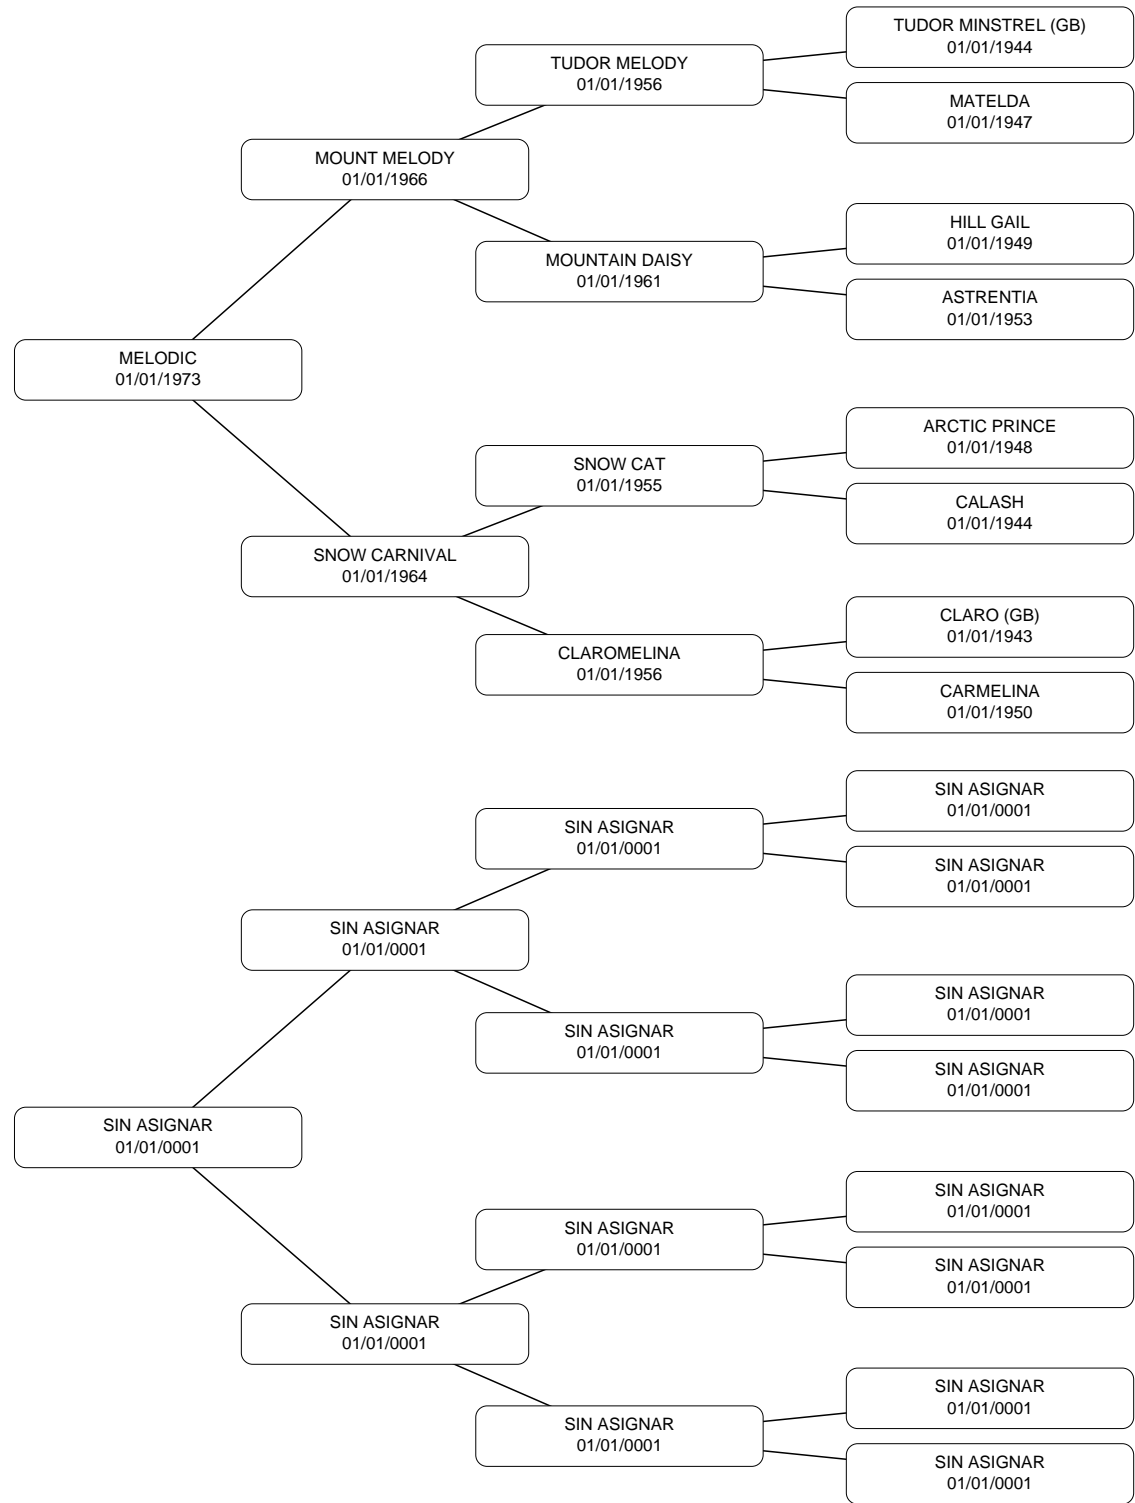 TUDOR MINSTREL (GB)
01/01/1944
TUDOR MELODY
01/01/1956
MATELDA
01/01/1947
MOUNT MELODY
01/01/1966
HILL GAIL
01/01/1949
MOUNTAIN DAISY
01/01/1961
ASTRENTIA
01/01/1953
MELODIC
01/01/1973
ARCTIC PRINCE
01/01/1948
SNOW CAT
01/01/1955
CALASH
01/01/1944
SNOW CARNIVAL
01/01/1964
CLARO (GB)
01/01/1943
CLAROMELINA
01/01/1956
CARMELINA
01/01/1950
SIN ASIGNAR
01/01/0001
SIN ASIGNAR
01/01/0001
SIN ASIGNAR
01/01/0001
SIN ASIGNAR
01/01/0001
SIN ASIGNAR
01/01/0001
SIN ASIGNAR
01/01/0001
SIN ASIGNAR
01/01/0001
SIN ASIGNAR
01/01/0001
SIN ASIGNAR
01/01/0001
SIN ASIGNAR
01/01/0001
SIN ASIGNAR
01/01/0001
SIN ASIGNAR
01/01/0001
SIN ASIGNAR
01/01/0001
SIN ASIGNAR
01/01/0001
SIN ASIGNAR
01/01/0001